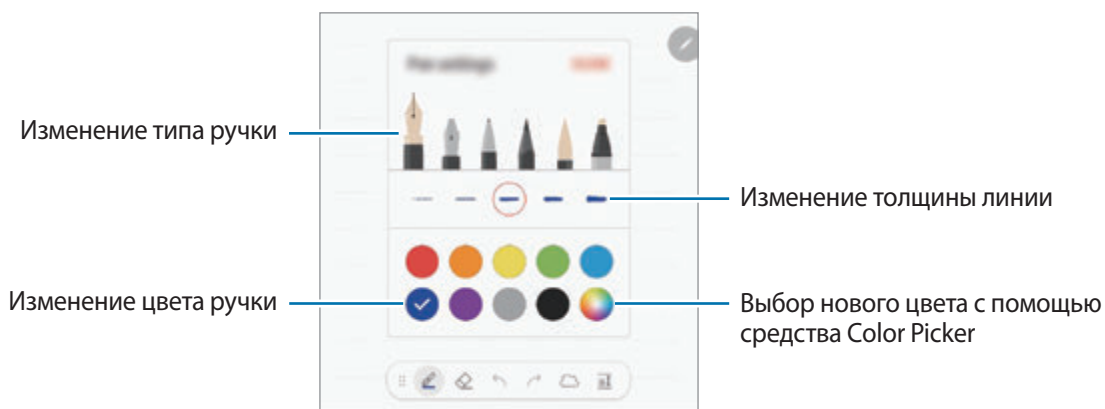 Изменение типа ручки
Изменение толщины линии
Изменение цвета ручки
Выбор нового цвета с помощью
средства Color Picker